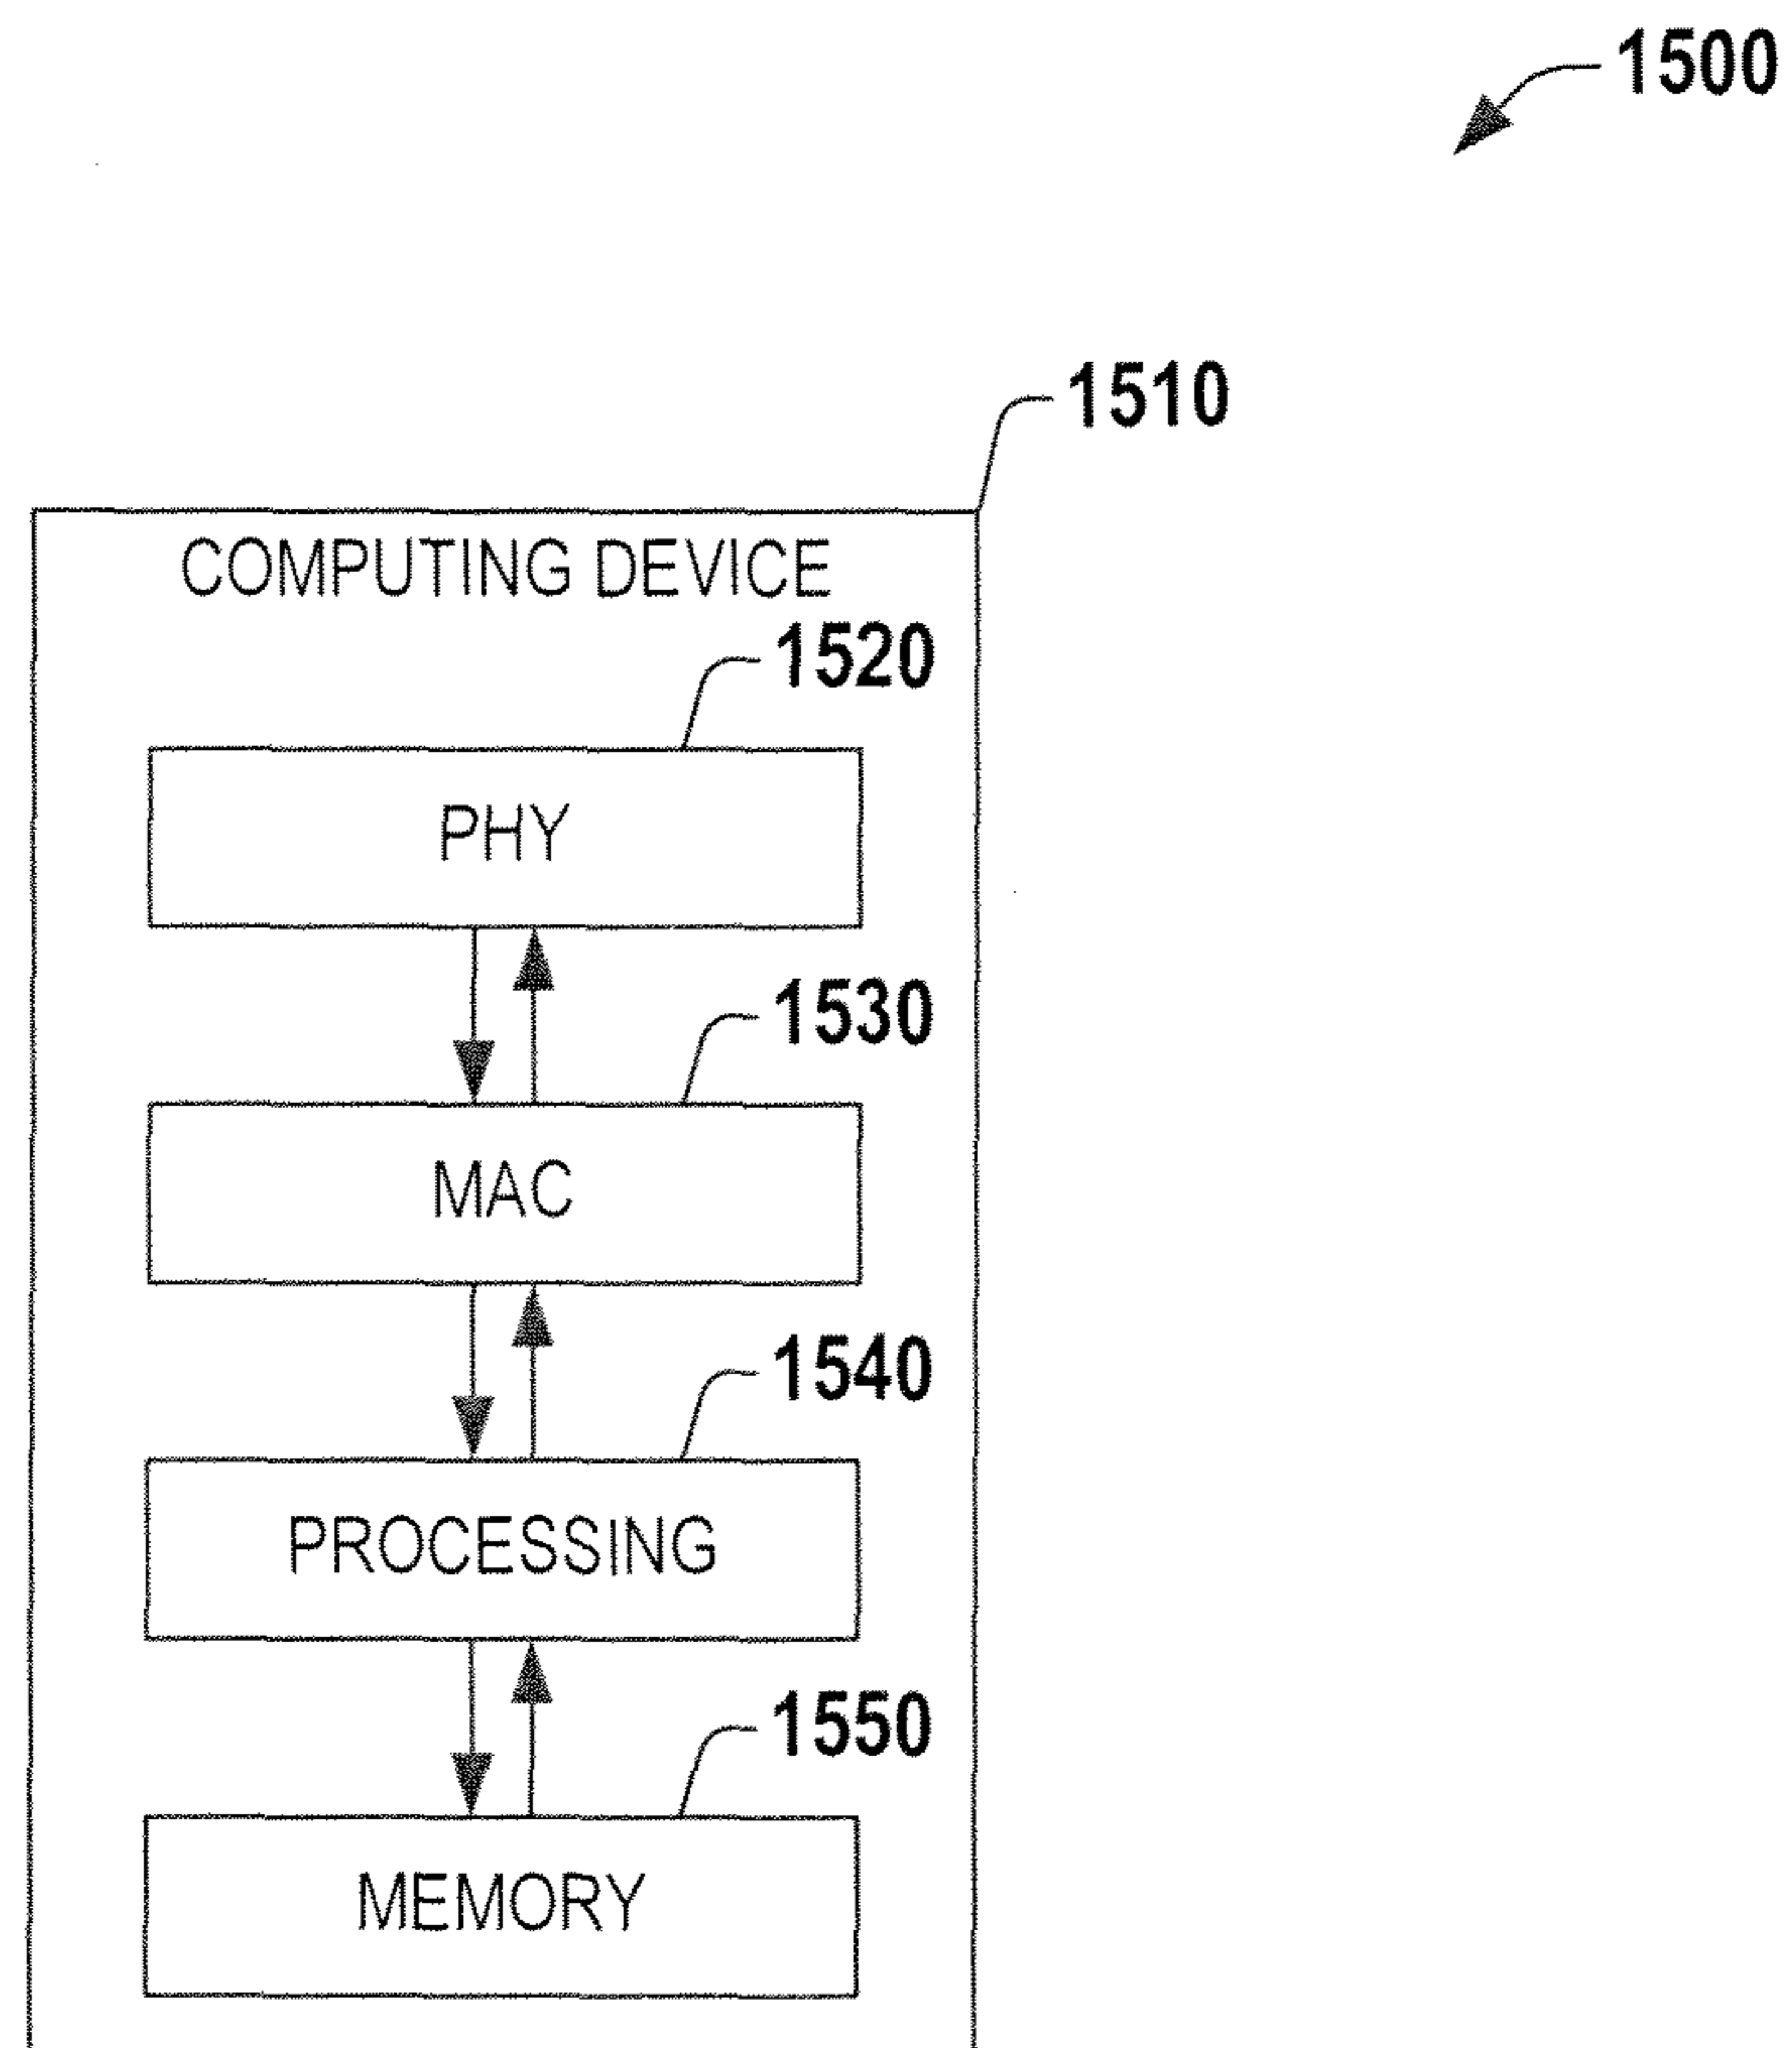 1500
1510
COMPUTING DEVICE
1520
PHY
1530
MAC
1540
PROCESSING
1550
MEMORY